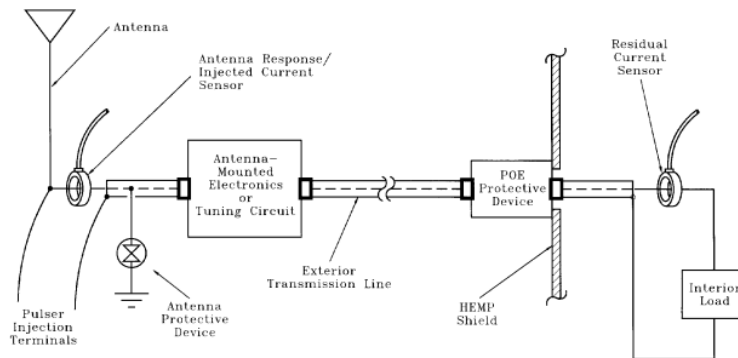 Antenna
Antenna Response/
Injected Current
Sensor
Residual
Current
Sensor
Antenna-
Mounted
Electronics
or
Tuning Circuit
POE
Protective
Device
Exterior
Transmission Line
Pulser
Injection
Terminals
Antenna
Protective
Device
HEMP
Shield
Interior
Load